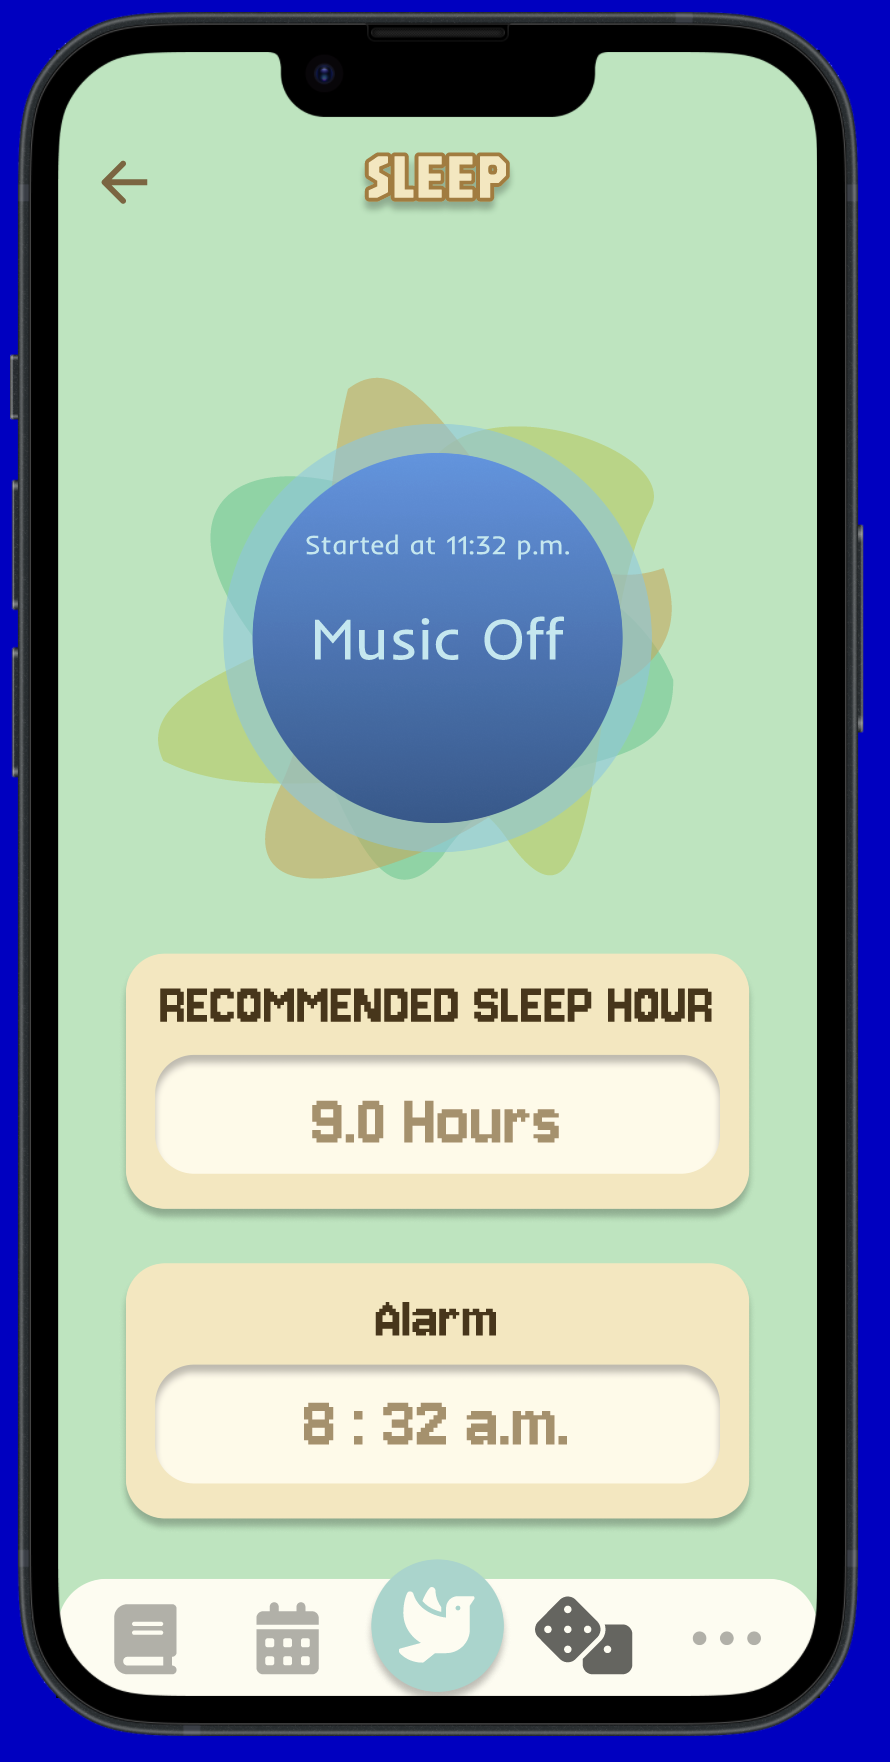 SLEEP
Started at 11:32 p.m.
Music Off
RECOMMENDED SLEEP HOUR
9.0 Hours
Alarm
8 : 32 a.m.